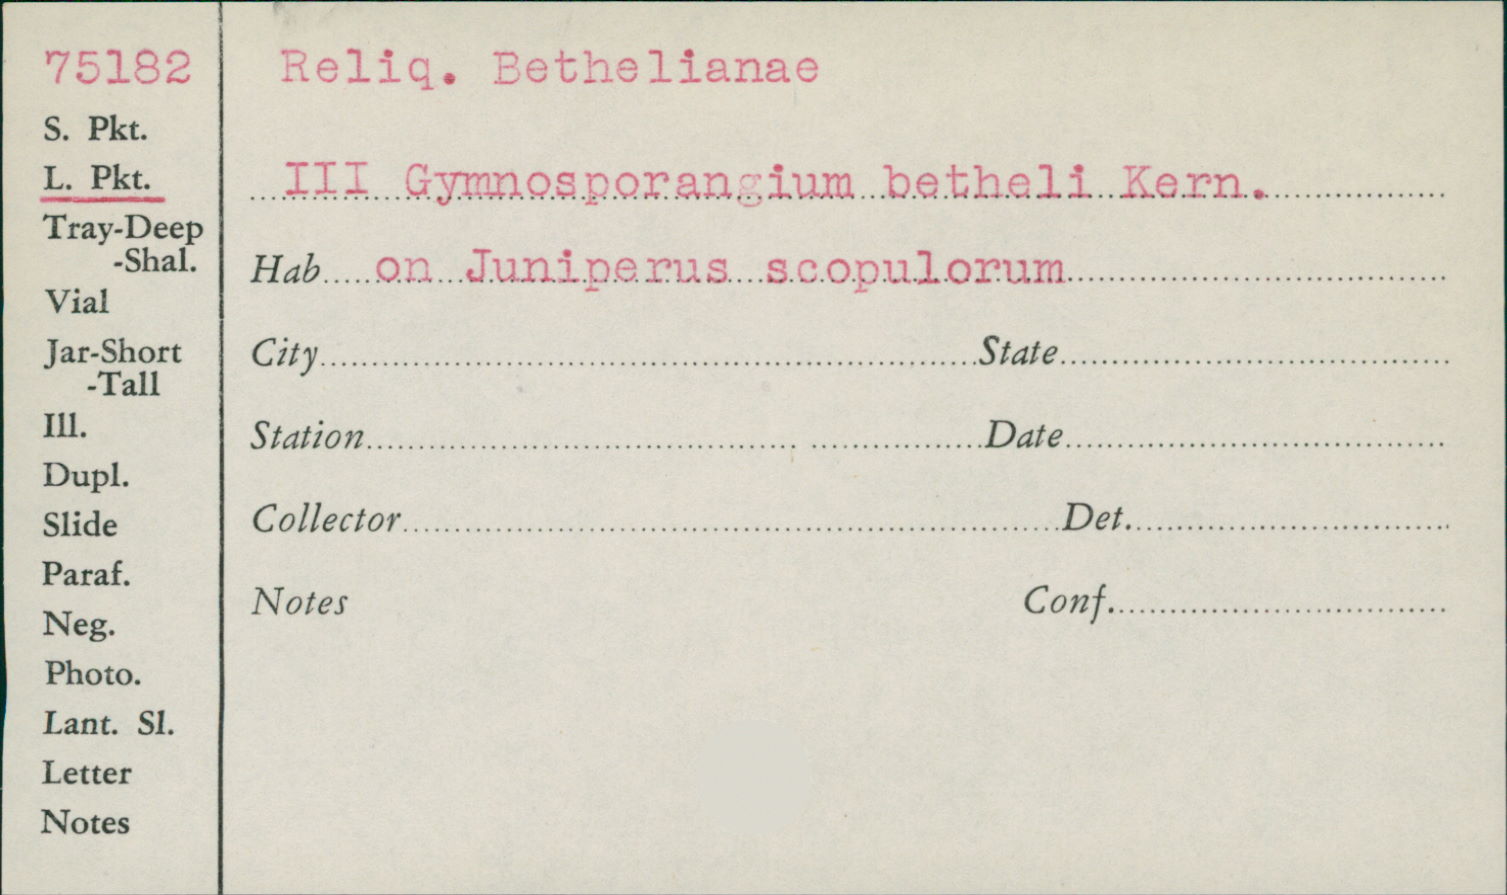 75182
S. Pkt.
L. Pkt.
Tray-Deep
-Shal.
Vial
Jar-Short
-Tall
Ill.
Dupl.
Slide
Paraf.
Neg.
Photo.
Lant. Sl.
Letter
Notes
Reliq. Bethelianae
III Gymnosporangium betheli Kern.
Hab on Juniperus scopulorum
City State
Station Date
Collector Det.
Notes Conf.